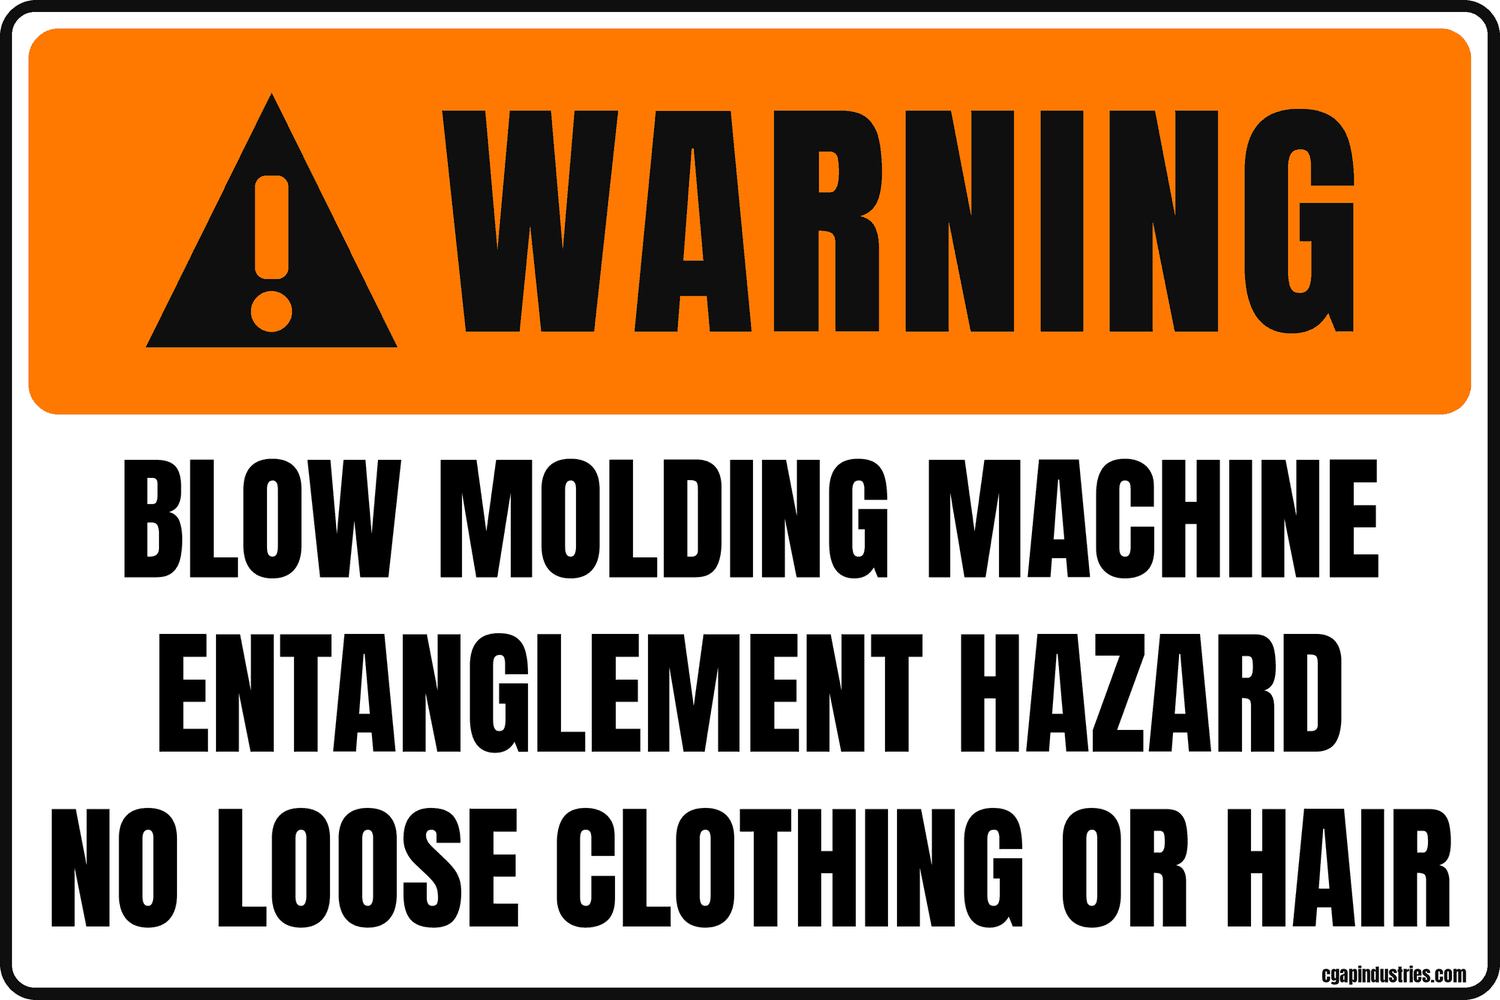 WARNING
BLOW MOLDING MACHINE
ENTANGLEMENT HAZARD
NO LOOSE CLOTHING OR HAIR
cgapindustries.com